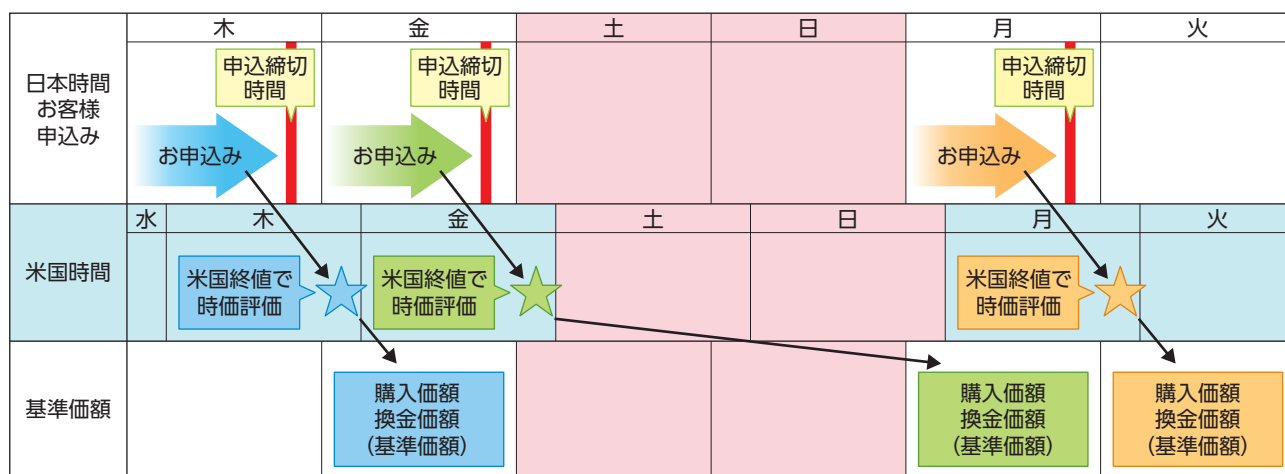 木 金 土 日 月 火
日本時間
お客様
申込み
申込締切
時間
申込締切
時間
申込締切
時間
お申込み
お申込み
お申込み
水 木 金 土 日 月 火
米国時間
米国終値で
時価評価
米国終値で
時価評価
米国終値で
時価評価
基準価額
購入価額
換金価額
(基準価額)
購入価額
換金価額
(基準価額)
購入価額
換金価額
(基準価額)